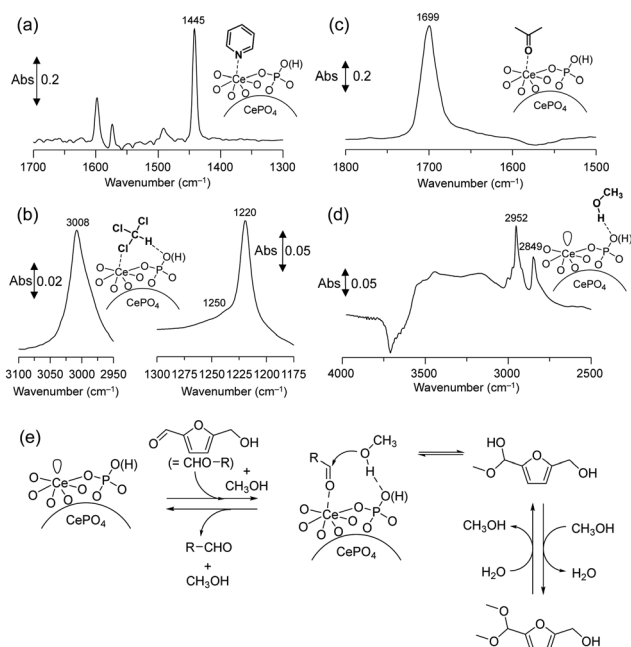 (a)
1445
Abs 0.2
N
Ce
O
O(H)
P
CePO4
1700 1600 1500 1400 1300
Wavenumber (cm–1)
(c)
1699
Abs 0.2
O
Ce
O
O(H)
P
CePO4
1800 1700 1600 1500
Wavenumber (cm–1)
(b)
3008
Abs 0.02
Cl
Cl
C
H
Cl
O(H)
Ce
O
P
CePO4
1220
1250
Abs 0.05
3100 3050 3000 2950
Wavenumber (cm–1)
1300 1275 1250 1225 1200 1175
Wavenumber (cm–1)
(d)
2952
2849
Abs 0.05
O CH3
H
O(H)
Ce
O
P
CePO4
4000 3500 3000 2500
Wavenumber (cm–1)
(e)
O(H)
Ce
O
P
CePO4
O
O
OH
(= CHO–R)
+
CH3OH
R–CHO
+
CH3OH
R
O
CH3
O
H
O(H)
Ce
O
P
CePO4
HO
O
O
OH
CH3OH
CH3OH
H2O
H2O
O
O
O
OH